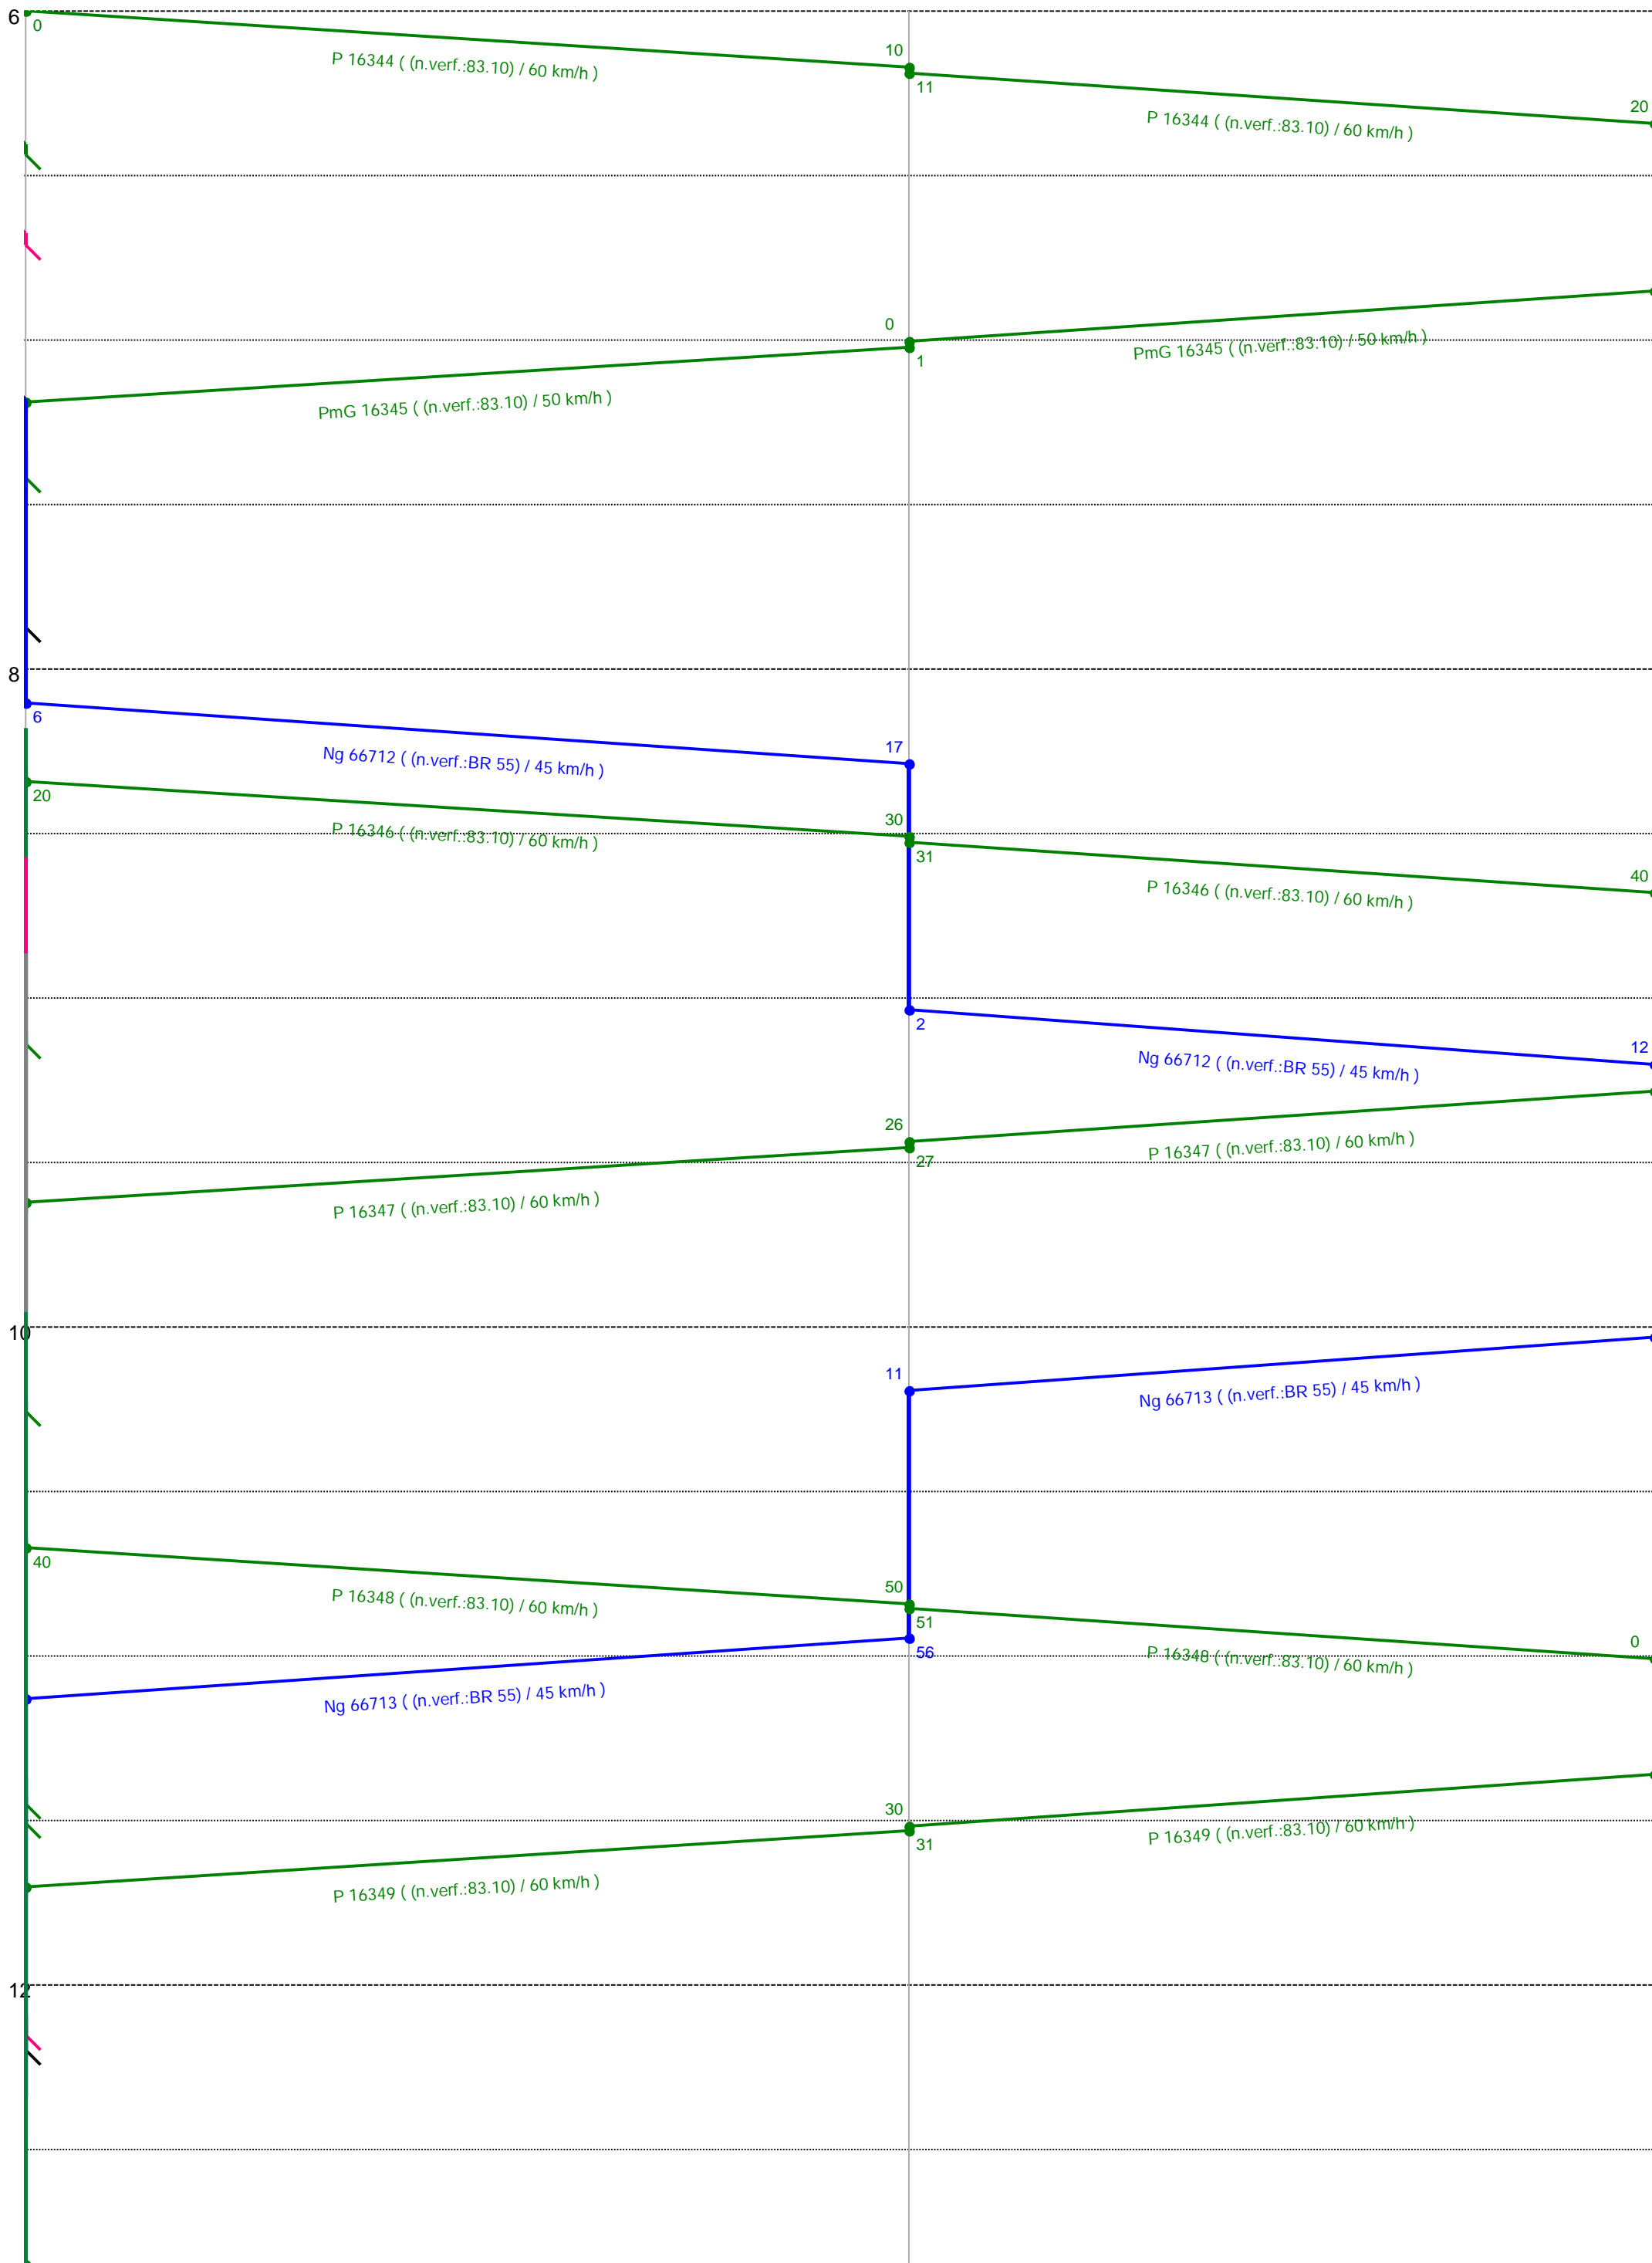 6
0
P 16344 ( (n.verf.:83.10) / 60 km/h )
10
11
P 16344 ( (n.verf.:83.10) / 60 km/h )
20
0
1
PmG 16345 ( (n.verf.:83.10) / 50 km/h )
PmG 16345 ( (n.verf.:83.10) / 50 km/h )
8
6
Ng 66712 ( (n.verf.:BR 55) / 45 km/h )
17
20
P 16346 ( (n.verf.:83.10) / 60 km/h )
30
31
P 16346 ( (n.verf.:83.10) / 60 km/h )
40
2
Ng 66712 ( (n.verf.:BR 55) / 45 km/h )
12
26
27
P 16347 ( (n.verf.:83.10) / 60 km/h )
P 16347 ( (n.verf.:83.10) / 60 km/h )
10
11
Ng 66713 ( (n.verf.:BR 55) / 45 km/h )
40
P 16348 ( (n.verf.:83.10) / 60 km/h )
50
51
56
P 16348 ( (n.verf.:83.10) / 60 km/h )
0
Ng 66713 ( (n.verf.:BR 55) / 45 km/h )
30
31
P 16349 ( (n.verf.:83.10) / 60 km/h )
P 16349 ( (n.verf.:83.10) / 60 km/h )
12